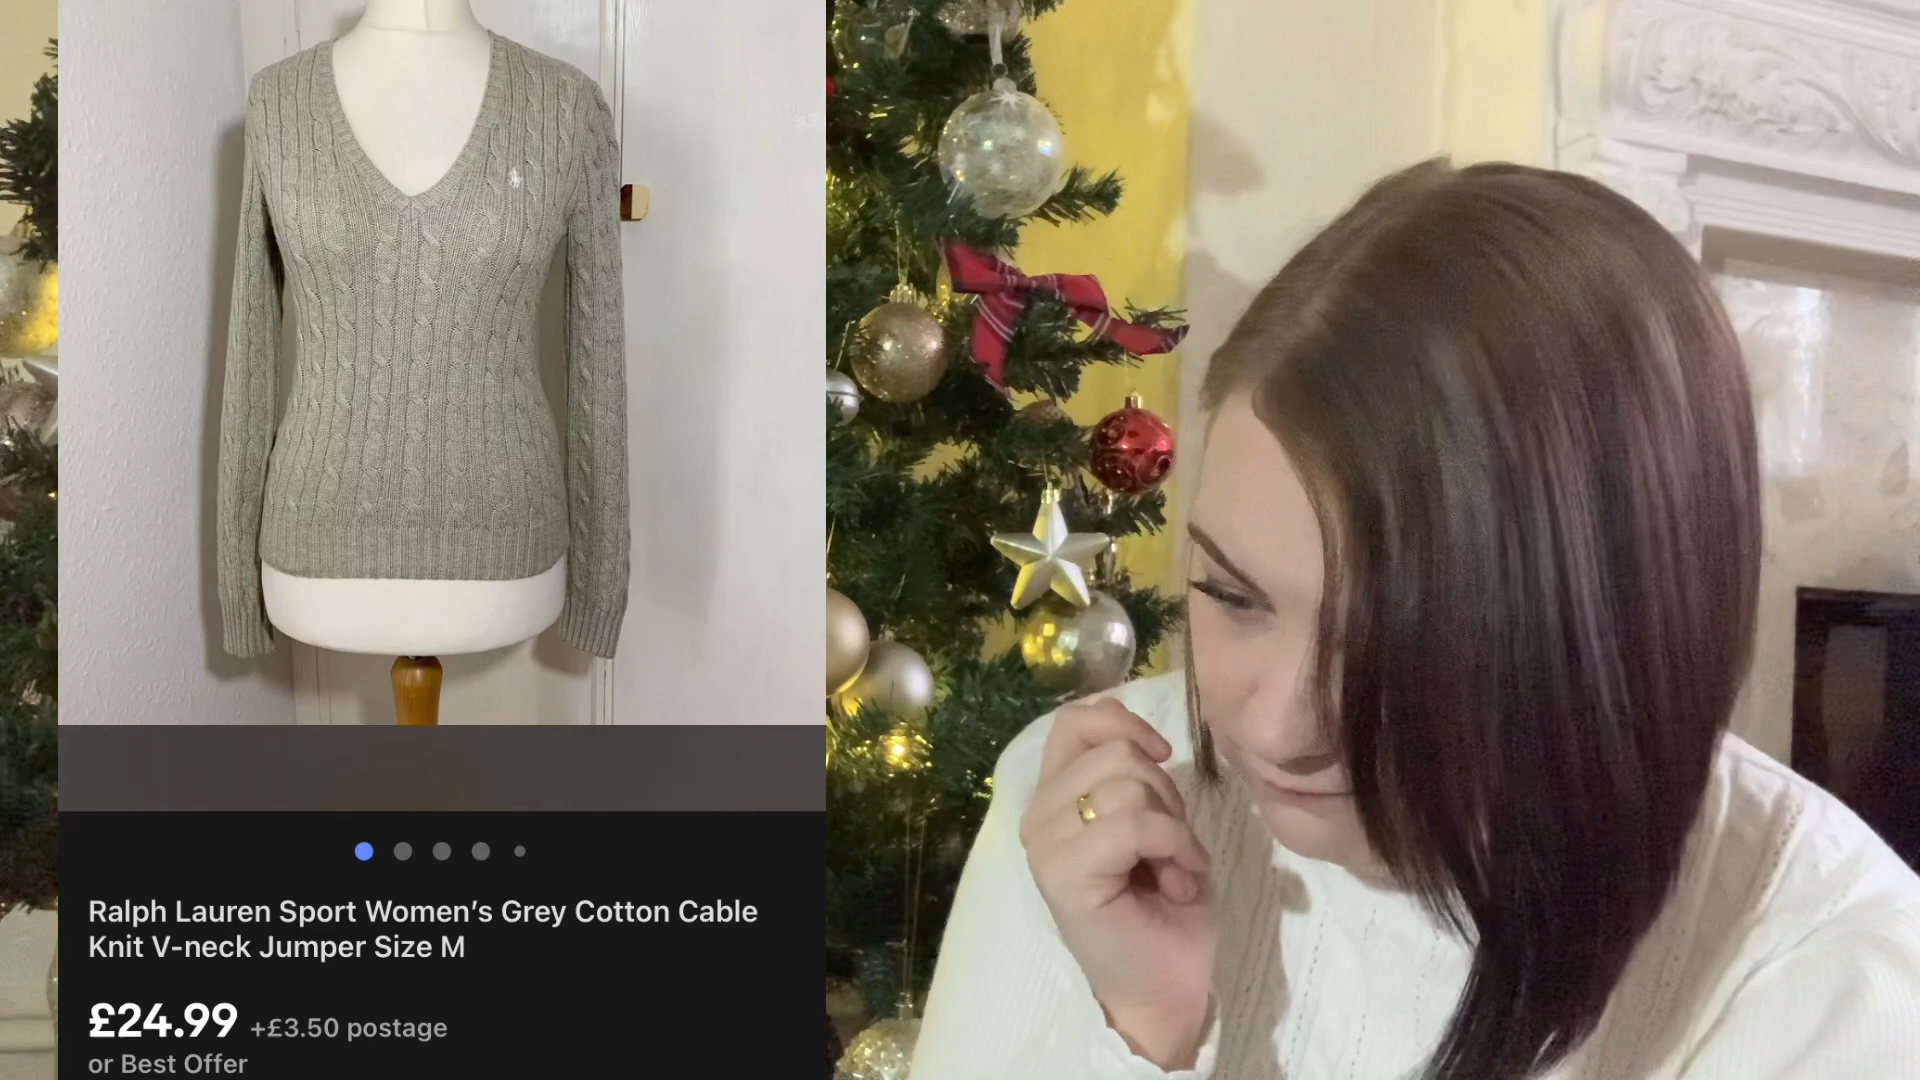 Ralph Lauren Sport Women's Grey Cotton Cable
Knit V-neck Jumper Size M
£24.99 +£3.50 postage
or Best Offer